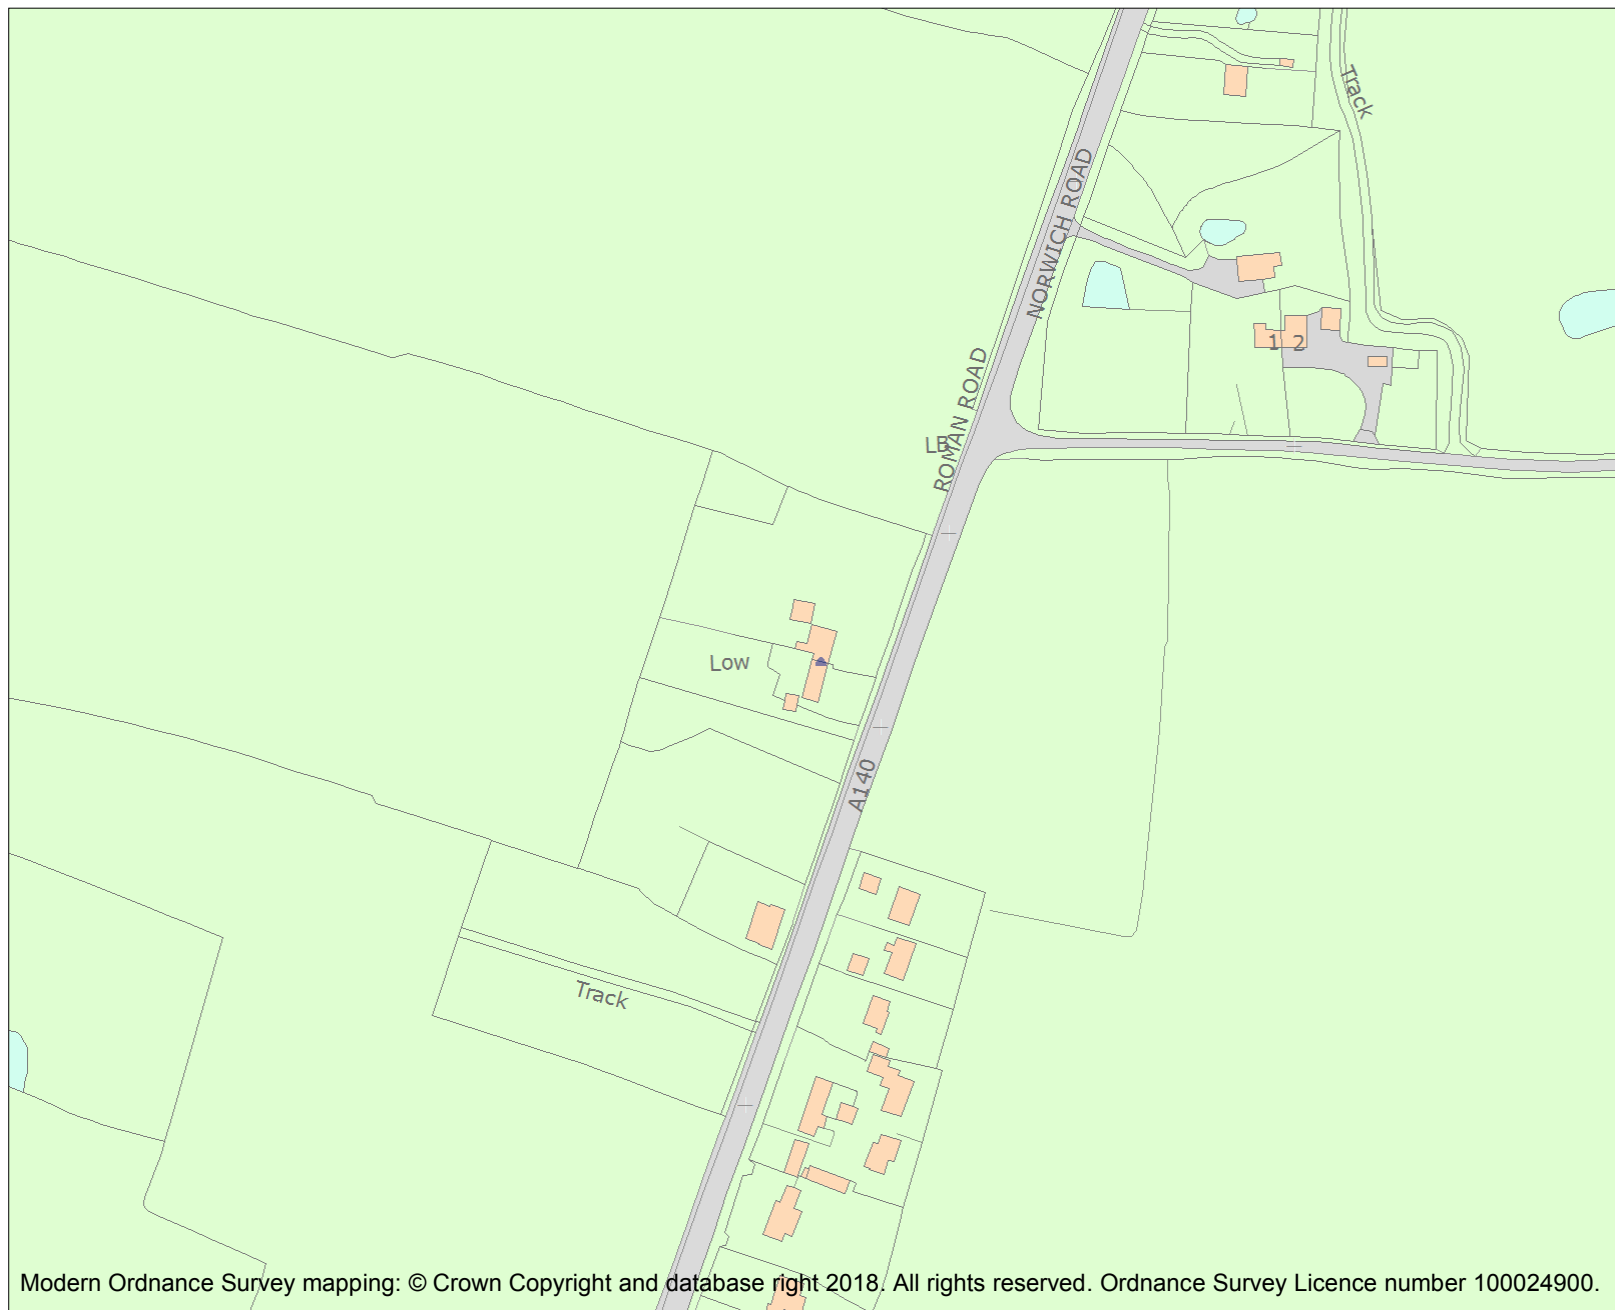 Track
NORWICH ROAD
1 2
ROMAN ROAD
LB
Low
A140
Track
Modern Ordnance Survey mapping: © Crown Copyright and database right 2018. All rights reserved. Ordnance Survey Licence number 100024900.